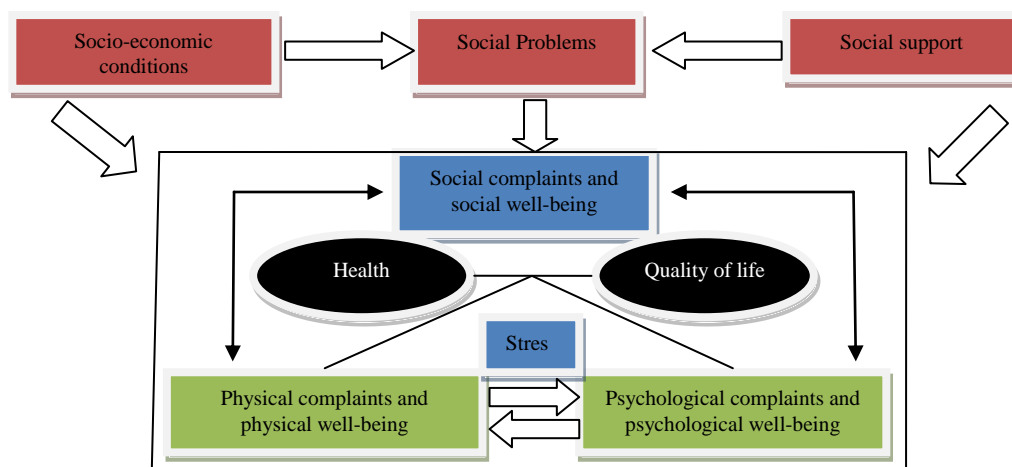 Socio-economic
conditions
Social Problems
Social support
Social complaints and
social well-being
Health
Quality of life
Stres
Physical complaints and
physical well-being
Psychological complaints and
psychological well-being